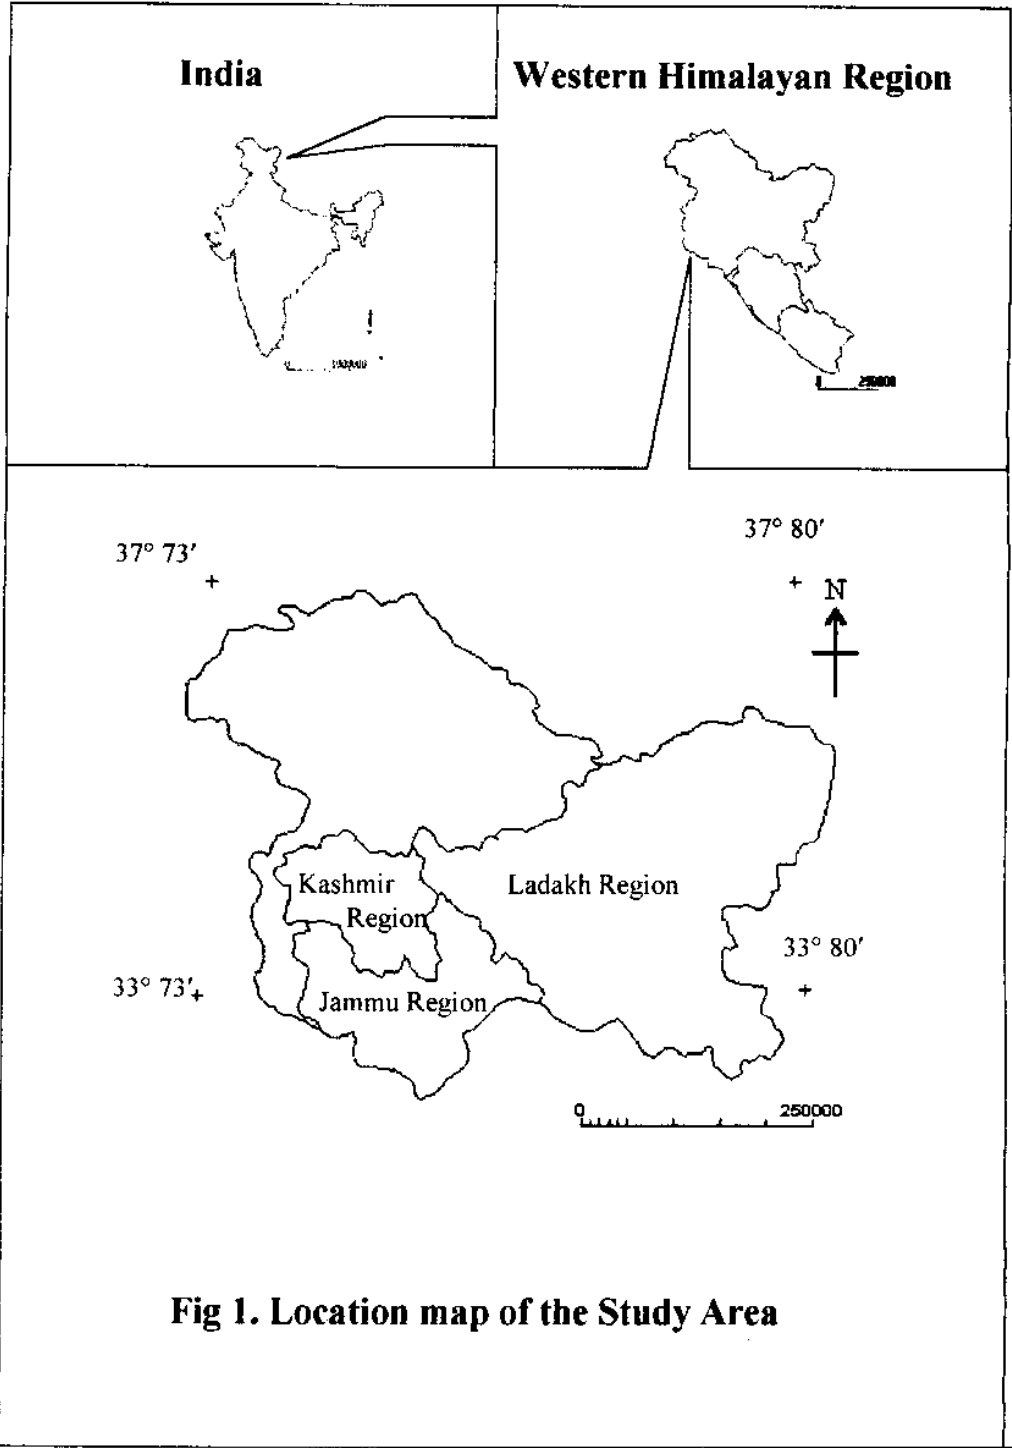 India
Western Himalayan Region
250000
37° 73′
37° 80′
N
Kashmir
Region
Ladakh Region
33° 80′
33° 73′
Jammu Region
0
250000
Fig 1. Location map of the Study Area